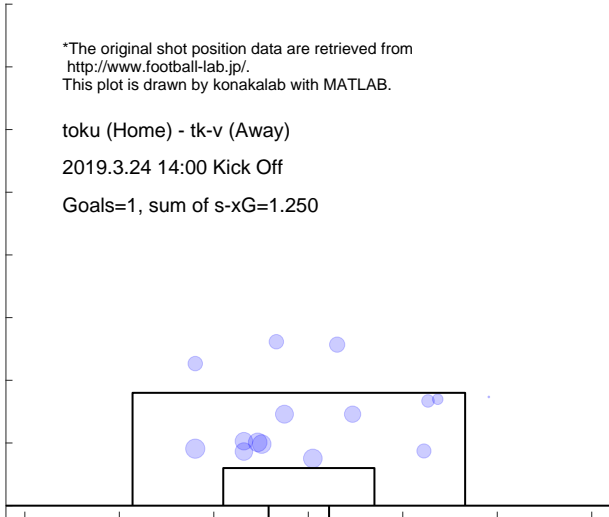 *The original shot position data are retrieved from
http://www.football-lab.jp/.
This plot is drawn by konakalab with MATLAB.
toku (Home) - tk-v (Away)
2019.3.24 14:00 Kick Off
Goals=1, sum of s-xG=1.250